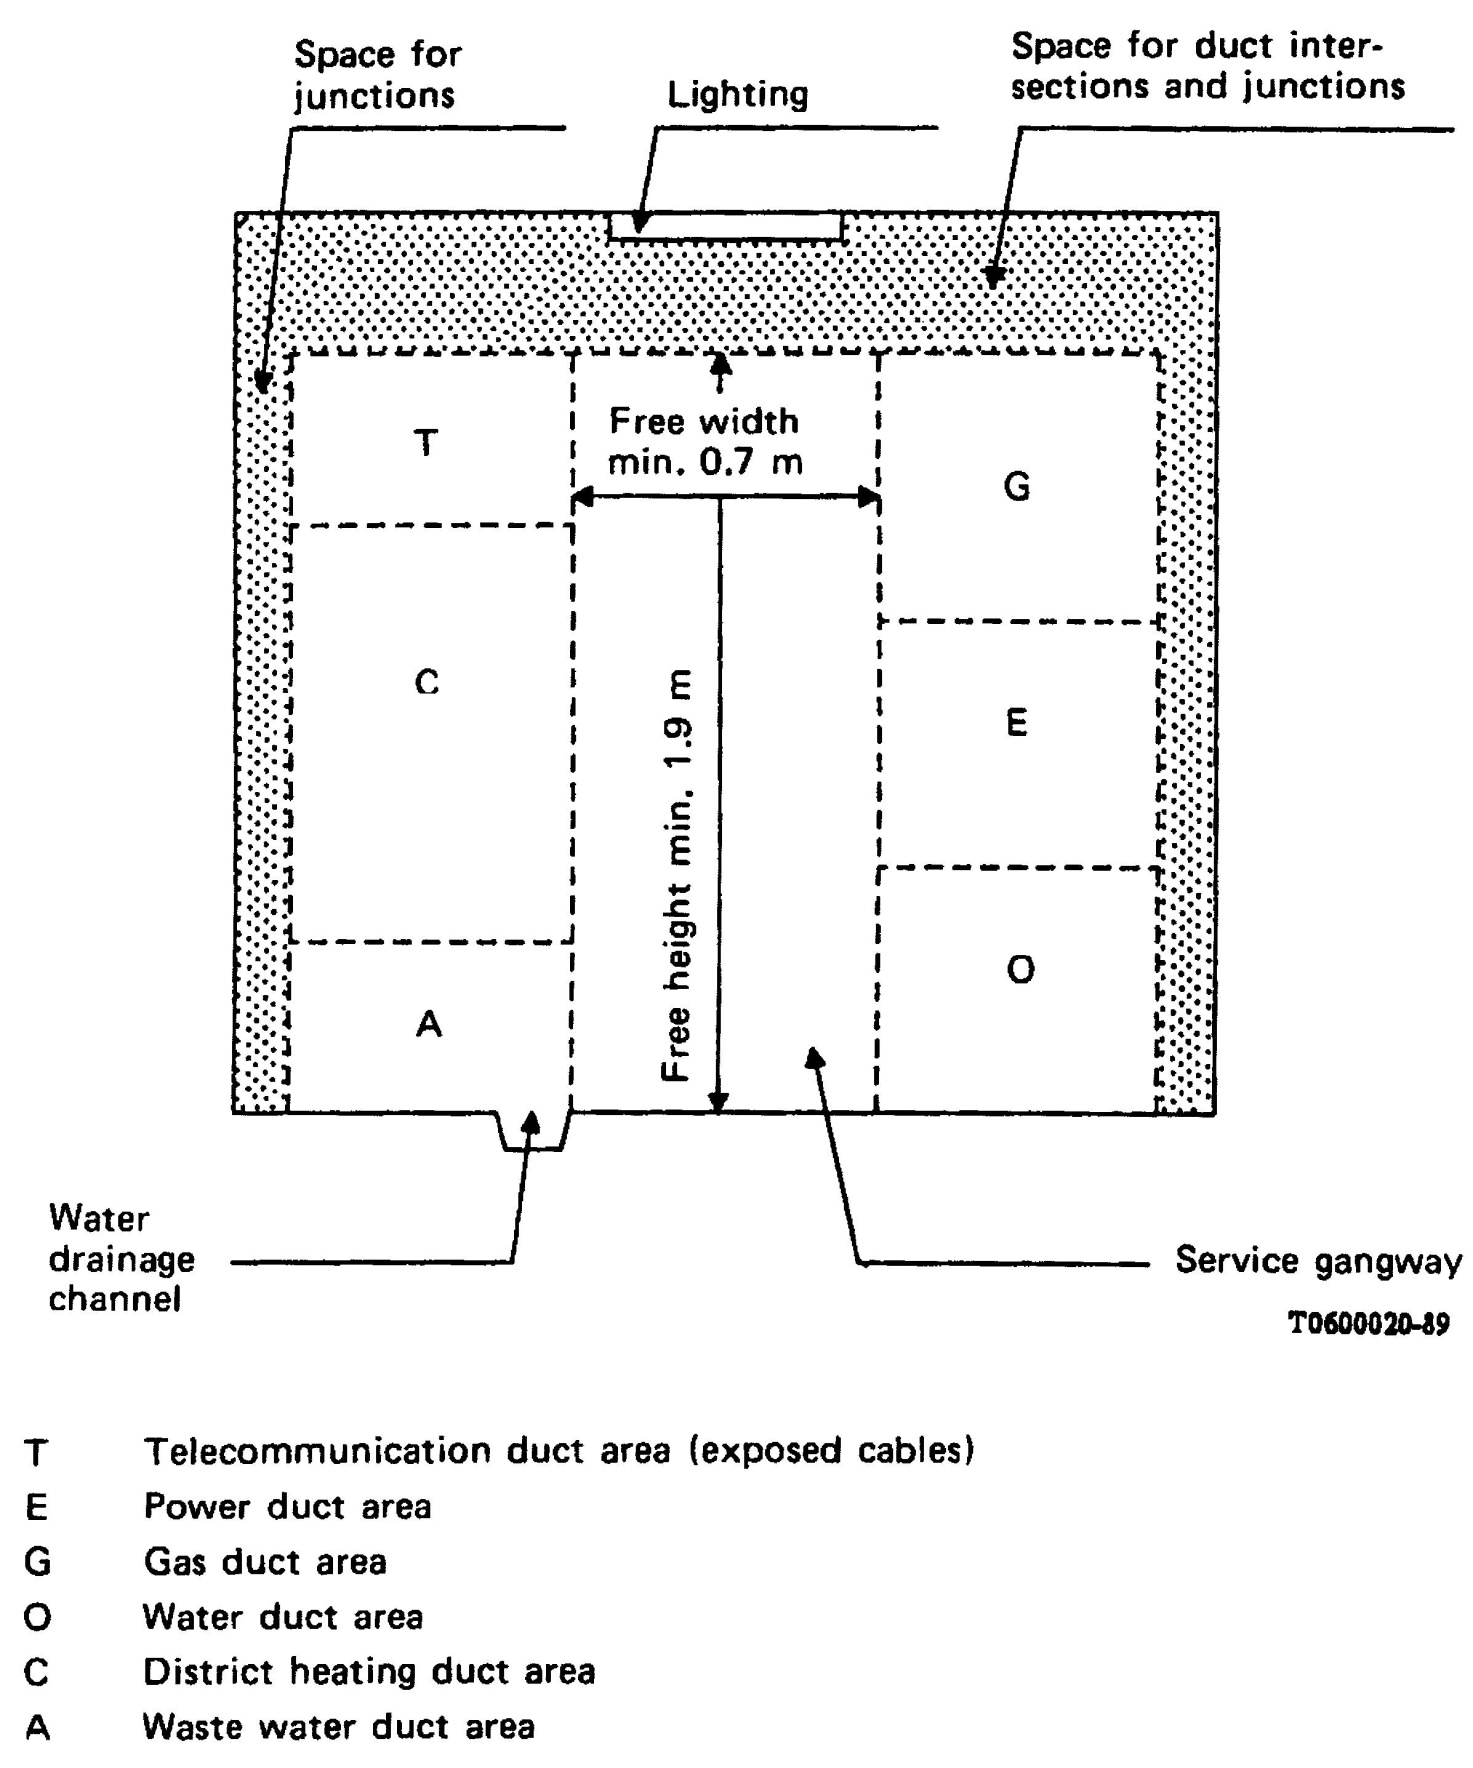 Space for
junctions
Lighting
Space for duct inter-
sections and junctions
Free width
min. 0.7 m
T
G
C
E
Free height min. 1.9 m
O
A
Water
drainage
channel
Service gangway
T0600020-89
T Telecommunication duct area (exposed cables)
E Power duct area
G Gas duct area
O Water duct area
C District heating duct area
A Waste water duct area